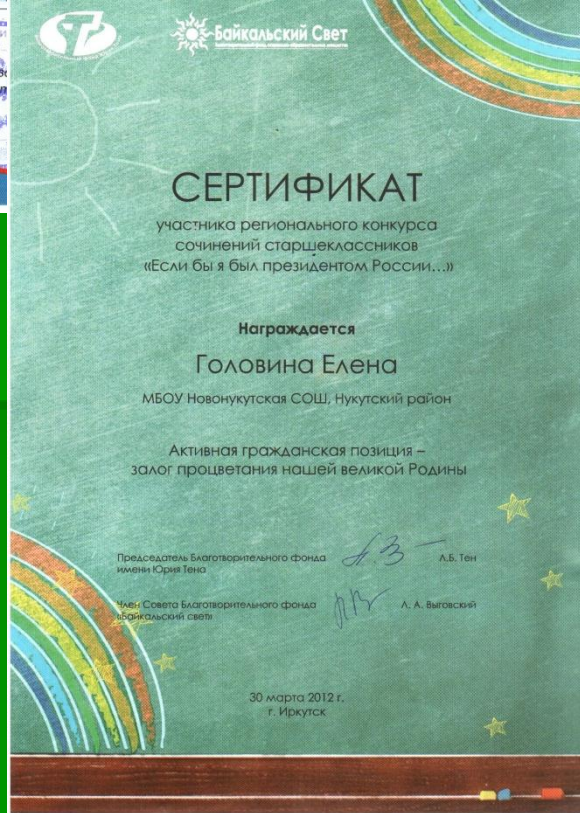 Байкальский Свет
СЕРТИФИКАТ
участника регионального конкурса
сочинений старшеклассников
«Если бы я был президентом России...»
Награждается
Головина Елена
МБОУ Новонукутская СОШ, Нукутский район
Активная гражданская позиция –
залог процветания нашей великой Родины
Председатель Благотворительного фонда
имени Юрия Тена
Л.Б. Тен
Член Совета Благотворительного фонда
«Байкальский свет»
Л. А. Выговский
30 марта 2012 г.
г. Иркутск